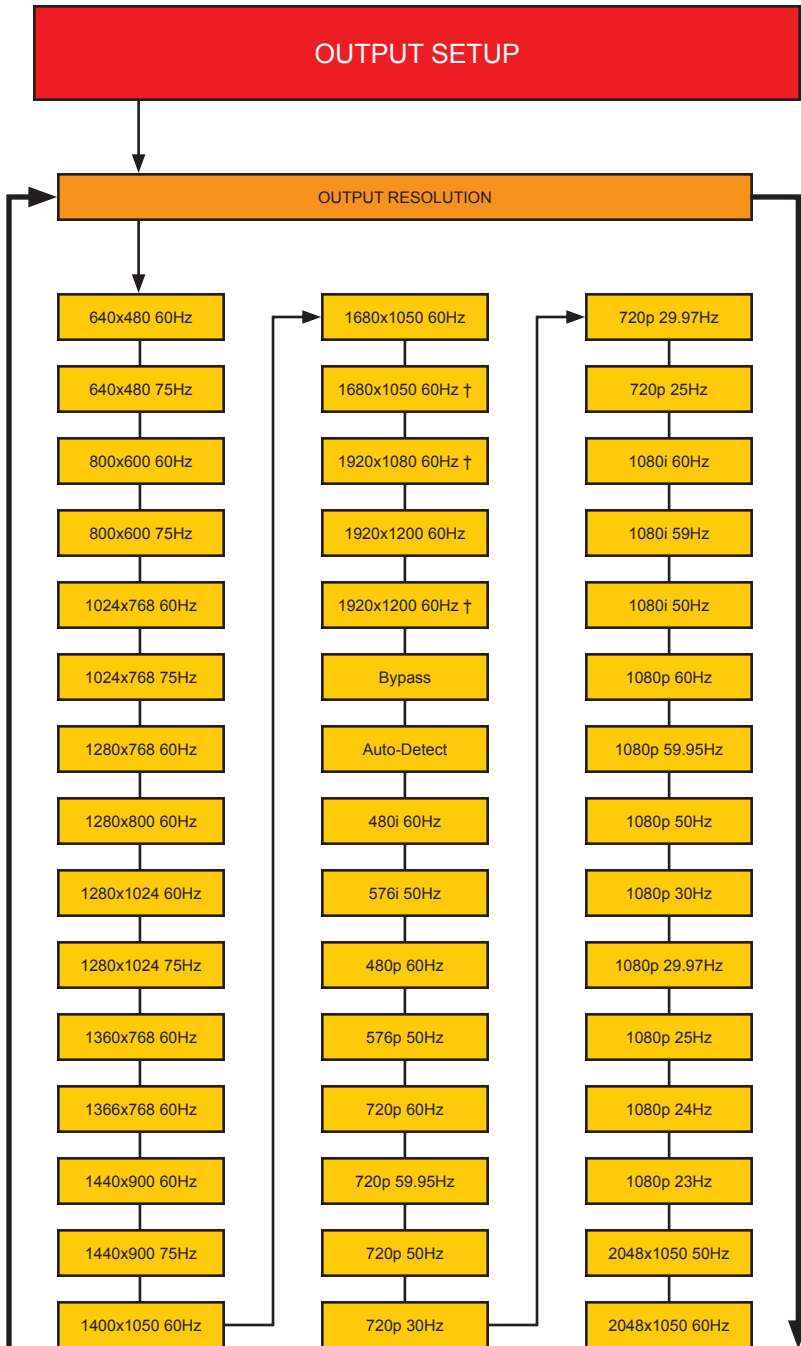 OUTPUT SETUP
OUTPUT RESOLUTION
640x480 60Hz
640x480 75Hz
800x600 60Hz
800x600 75Hz
1024x768 60Hz
1024x768 75Hz
1280x768 60Hz
1280x800 60Hz
1280x1024 60Hz
1280x1024 75Hz
1360x768 60Hz
1366x768 60Hz
1440x900 60Hz
1440x900 75Hz
1400x1050 60Hz
1680x1050 60Hz
1680x1050 60Hz †
1920x1080 60Hz †
1920x1200 60Hz
1920x1200 60Hz †
Bypass
Auto-Detect
480i 60Hz
576i 50Hz
480p 60Hz
576p 50Hz
720p 60Hz
720p 59.95Hz
720p 50Hz
720p 30Hz
720p 29.97Hz
720p 25Hz
1080i 60Hz
1080i 59Hz
1080i 50Hz
1080p 60Hz
1080p 59.95Hz
1080p 50Hz
1080p 30Hz
1080p 29.97Hz
1080p 25Hz
1080p 24Hz
1080p 23Hz
2048x1050 50Hz
2048x1050 60Hz